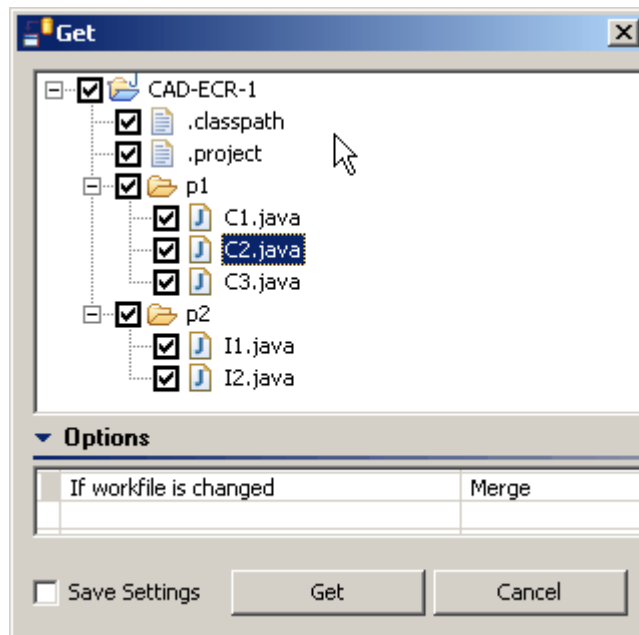 Get
CAD-ECR-1
.classpath
.project
p1
C1.java
C2.java
C3.java
p2
I1.java
I2.java
Options
If workfile is changed Merge
Save Settings Get Cancel